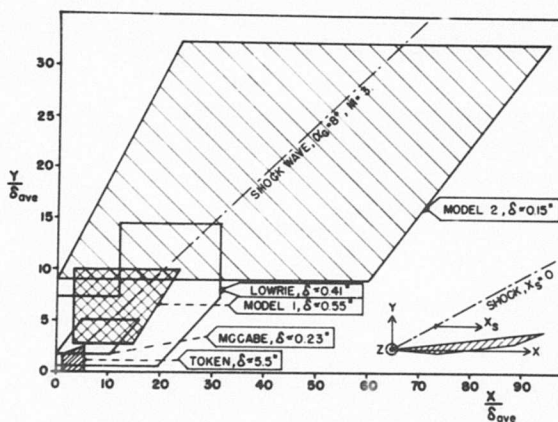 30
25
20
15
10
5
0
Y
δave
SHOCK WAVE, αG=8°, M=3
MODEL 2, δ=0.15"
LOWRIE, δ=0.41"
MODEL 1, δ=0.55"
MCCABE, δ=0.23"
TOKEN, δ=5.5"
SHOCK, XS=0
Y
XS
Z
X
0
10
20
30
40
50
60
70
80
90
X
δave